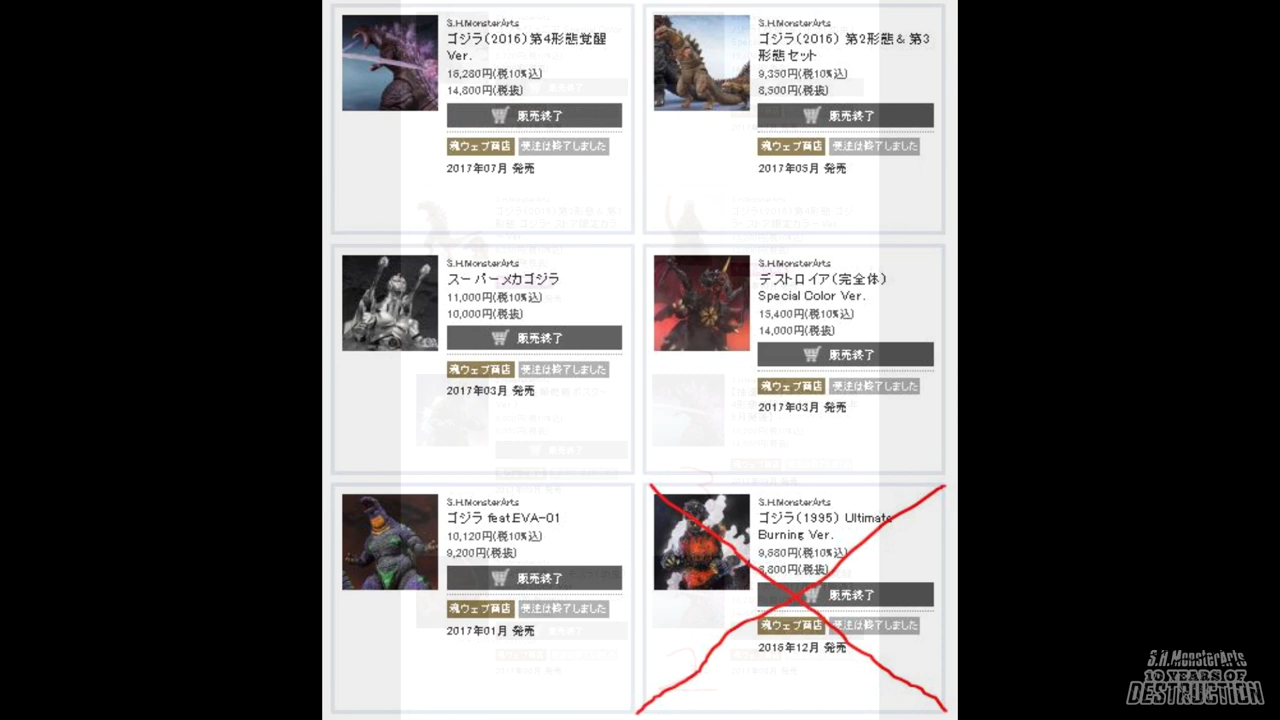 S.H.MonsterArts
ゴジラ（2016）第4形態覚醒
Ver.
16,280円(税10%込)
14,800円(税抜)
販売終了
魂ウェブ商店 受注は終了しました
2017年07月 発売
S.H.MonsterArts
ゴジラ（2016） 第2形態＆第3
形態セット
9,350円(税10%込)
8,500円(税抜)
販売終了
魂ウェブ商店 受注は終了しました
2017年05月 発売
S.H.MonsterArts
スーパーメカゴジラ
11,000円(税10%込)
10,000円(税抜)
販売終了
魂ウェブ商店 受注は終了しました
2017年03月 発売
S.H.MonsterArts
デストロイア（完全体）
Special Color Ver.
15,400円(税10%込)
14,000円(税抜)
販売終了
魂ウェブ商店 受注は終了しました
2017年03月 発売
S.H.MonsterArts
ゴジラ feat.EVA-01
10,120円(税10%込)
9,200円(税抜)
販売終了
魂ウェブ商店 受注は終了しました
2017年01月 発売
S.H.MonsterArts
ゴジラ（1995） Ultimate
Burning Ver.
9,680円(税10%込)
8,800円(税抜)
販売終了
魂ウェブ商店 受注は終了しました
2016年12月 発売
S.H.MonsterArts
10 YEARS OF
DESTRUCTION